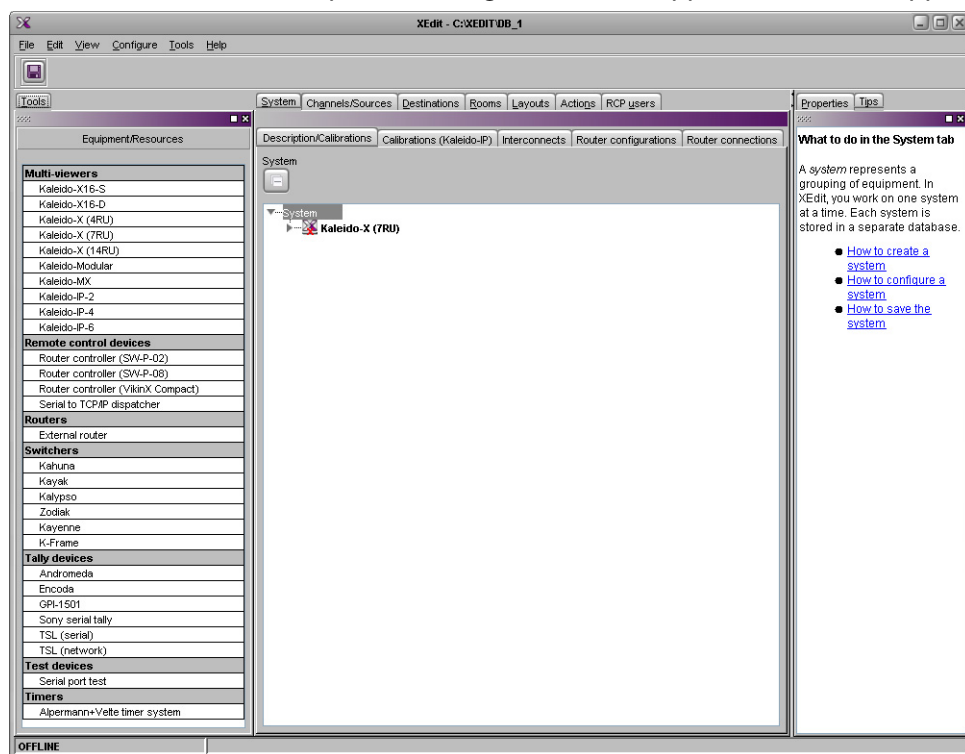 XEdit - C:\XEDIT\DB_1
File Edit View Configure Tools Help
Tools
Equipment/Resources
Multi-viewers
Kaleido-X16-S
Kaleido-X16-D
Kaleido-X (4RU)
Kaleido-X (7RU)
Kaleido-X (14RU)
Kaleido-Modular
Kaleido-MX
Kaleido-IP-2
Kaleido-IP-4
Kaleido-IP-6
Remote control devices
Router controller (SW-P-02)
Router controller (SW-P-08)
Router controller (VikinX Compact)
Serial to TCP/IP dispatcher
Routers
External router
Switchers
Kahuna
Kayak
Kalypso
Zodiak
Kayenne
K-Frame
Tally devices
Andromeda
Encoda
GPI-1501
Sony serial tally
TSL (serial)
TSL (network)
Test devices
Serial port test
Timers
Alpermann+Velte timer system
System Channels/Sources Destinations Rooms Layouts Actions RCP users
Description/Calibrations Calibrations (Kaleido-IP) Interconnects Router configurations Router connections
System
System
Kaleido-X (7RU)
Properties Tips
What to do in the System tab
A system represents a
grouping of equipment. In
XEdit, you work on one system
at a time. Each system is
stored in a separate database.
How to create a
system
How to configure a
system
How to save the
system
OFFLINE